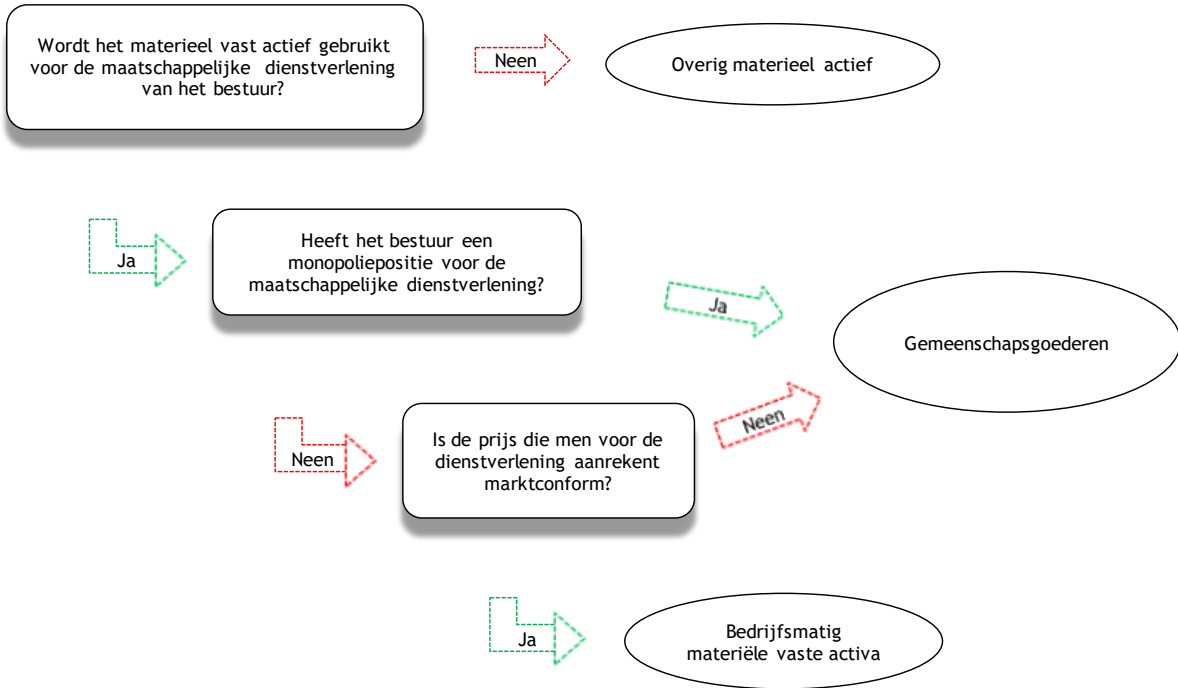 Wordt het materieel vast actief gebruikt
voor de maatschappelijke dienstverlening
van het bestuur?
Neen
Overig materieel actief
Ja
Heeft het bestuur een
monopoliepositie voor de
maatschappelijke dienstverlening?
Ja
Gemeenschapsgoederen
Neen
Is de prijs die men voor de
dienstverlening aanrekent
marktconform?
Neen
Ja
Bedrijfsmatig
materiële vaste activa